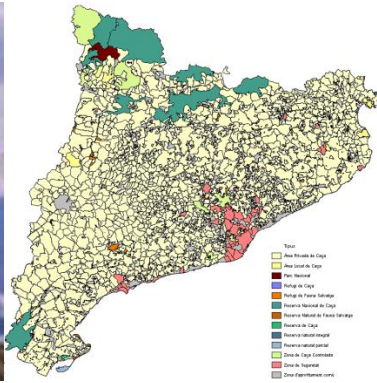 Tipus
Àrea Privada de Caça
Àrea Local de Caça
Parc Nacional
Refugi de Caça
Refugi de Fauna Salvatge
Reserva Nacional de Caça
Reserva Natural de Fauna Salvatge
Reserva de Caça
Reserva natural integral
Reserva natural parcial
Zona de Caça Controlada
Zona de Seguretat
Zona d'aprofitament comú